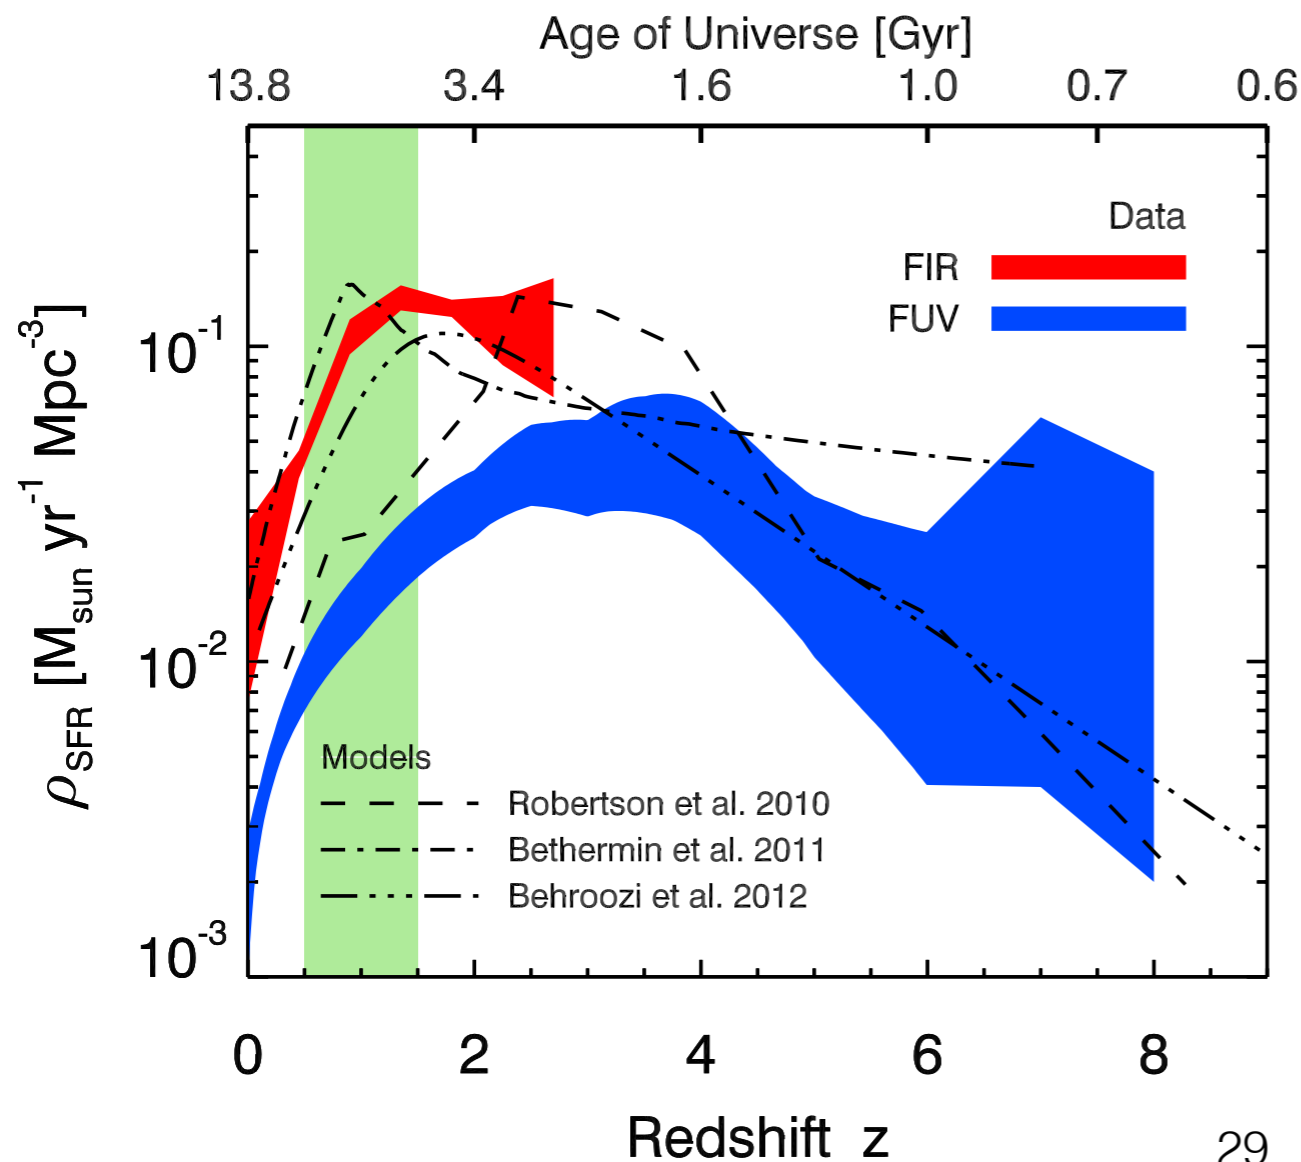 Age of Universe [Gyr]
13.8 3.4 1.6 1.0 0.7 0.6
Data
FIR
FUV
10⁻¹
10⁻²
10⁻³
ρSFR [Msun yr⁻¹ Mpc⁻³]
Models
Robertson et al. 2010
Bethermin et al. 2011
Behroozi et al. 2012
0 2 4 6 8
Redshift z
29